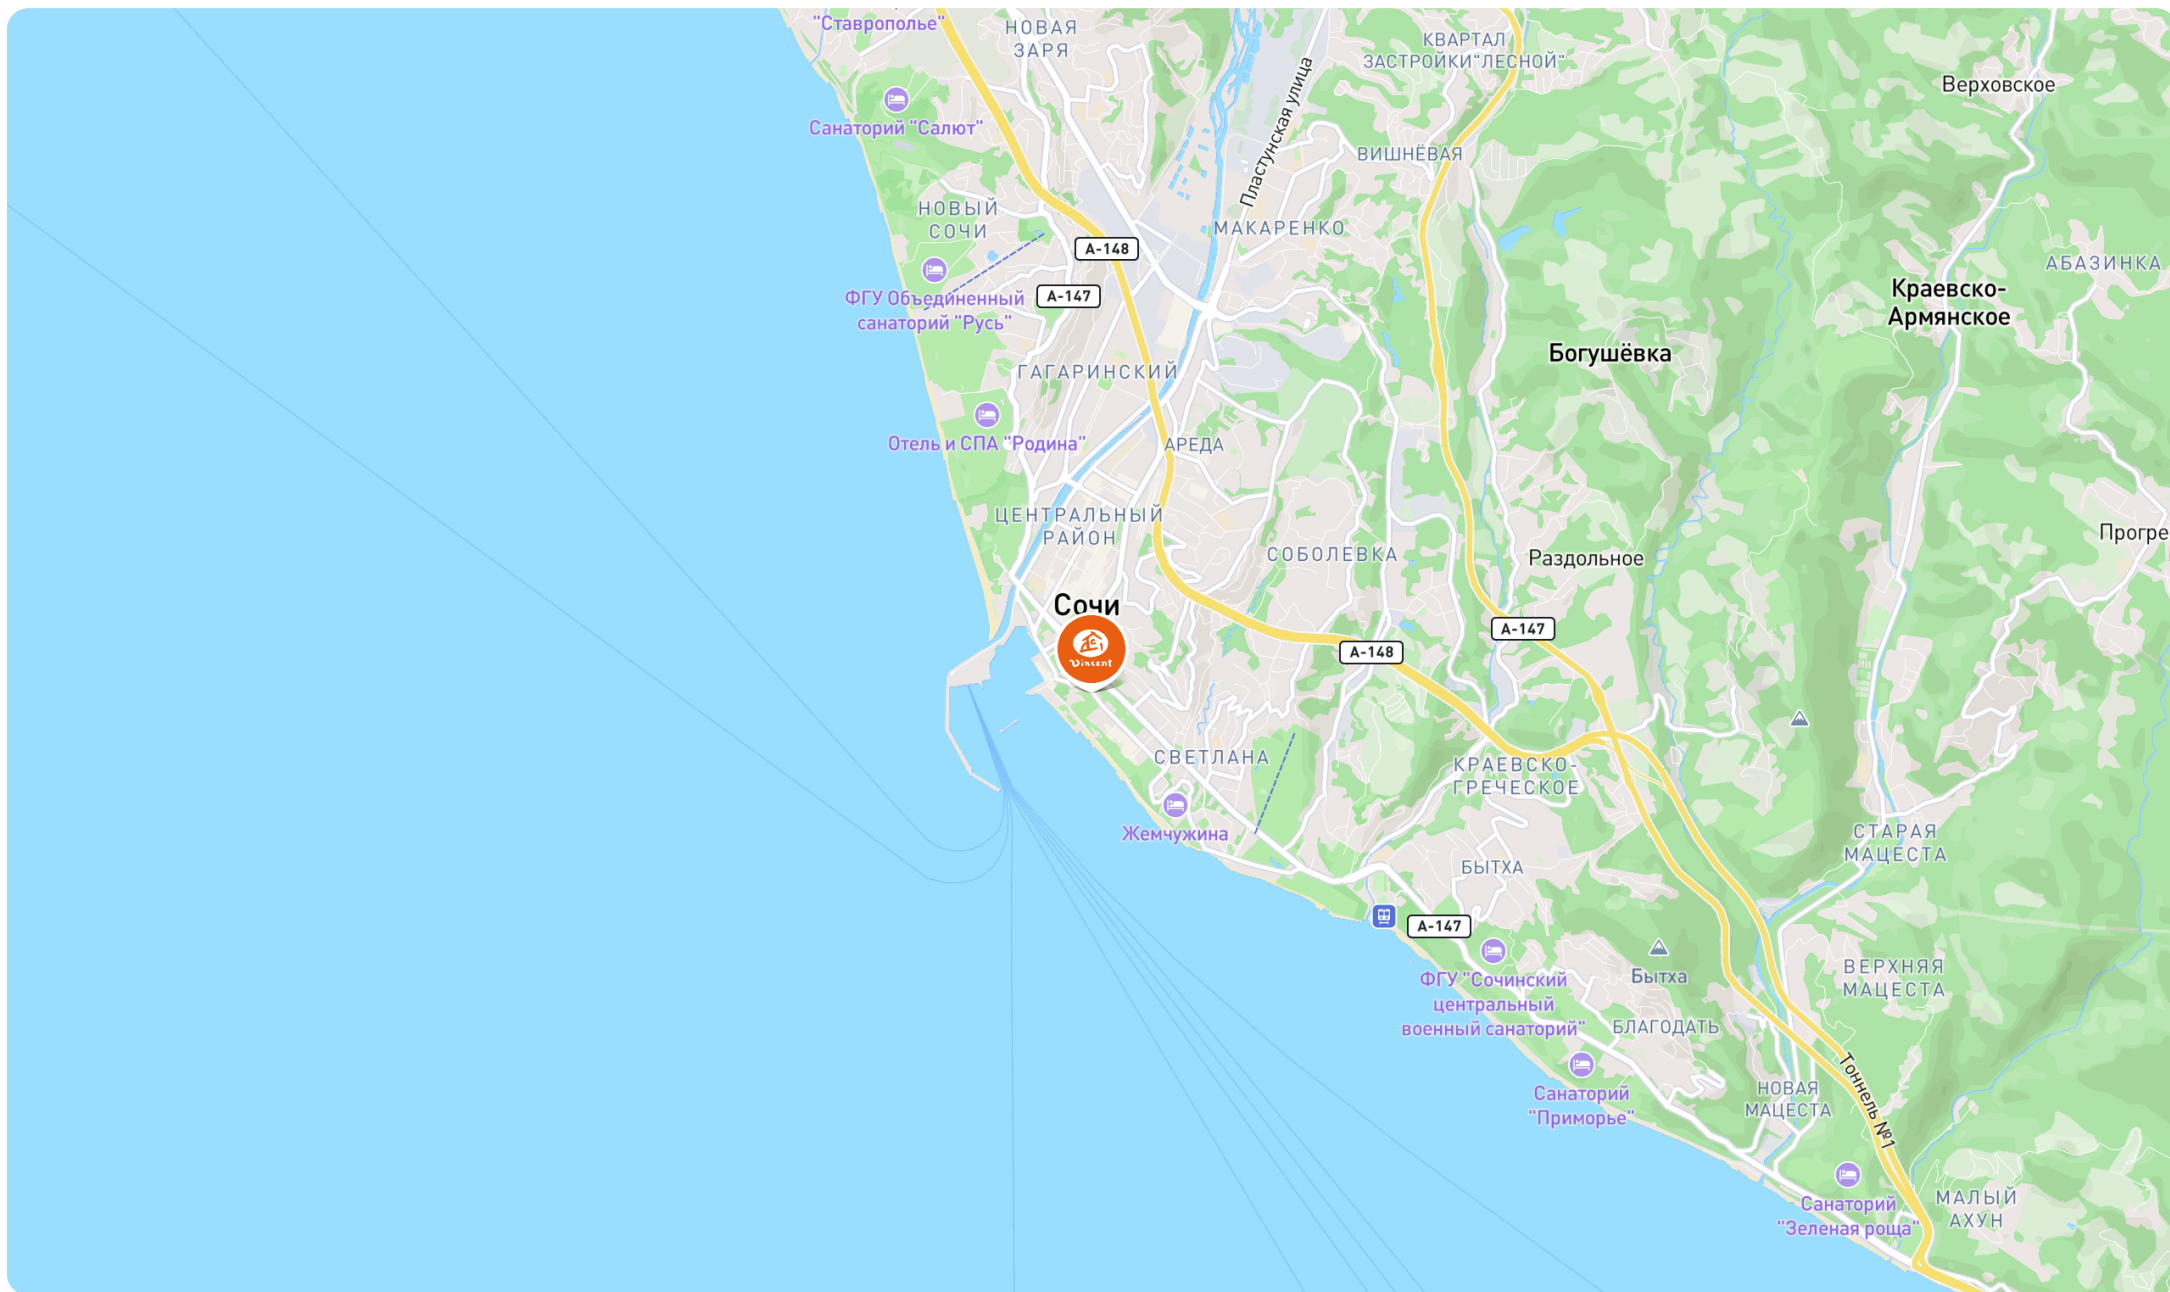 "Ставрополье"
НОВАЯ
ЗАРЯ
КВАРТАЛ
ЗАСТРОЙКИ"ЛЕСНОЙ"
Верховское
Санаторий "Салют"
Пластунская улица
ВИШНЁВАЯ
НОВЫЙ
СОЧИ
МАКАРЕНКО
А-148
АБАЗИНКА
ФГУ Объединенный
санаторий "Русь"
А-147
Краевско-
Армянское
Богушёвка
ГАГАРИНСКИЙ
Отель и СПА "Родина"
АРЕДА
ЦЕНТРАЛЬНЫЙ
РАЙОН
Прогре
СОБОЛЕВКА
Раздольное
Сочи
Vincent
А-147
А-148
СВЕТЛАНА
КРАЕВСКО-
ГРЕЧЕСКОЕ
Жемчужина
СТАРАЯ
МАЦЕСТА
БЫТХА
А-147
ФГУ "Сочинский
центральный
военный санаторий"
Бытха
ВЕРХНЯЯ
МАЦЕСТА
БЛАГОДАТЬ
Санаторий
"Приморье"
НОВАЯ
МАЦЕСТА
Тоннель №1
Санаторий
"Зеленая роща"
МАЛЫЙ
АХУН